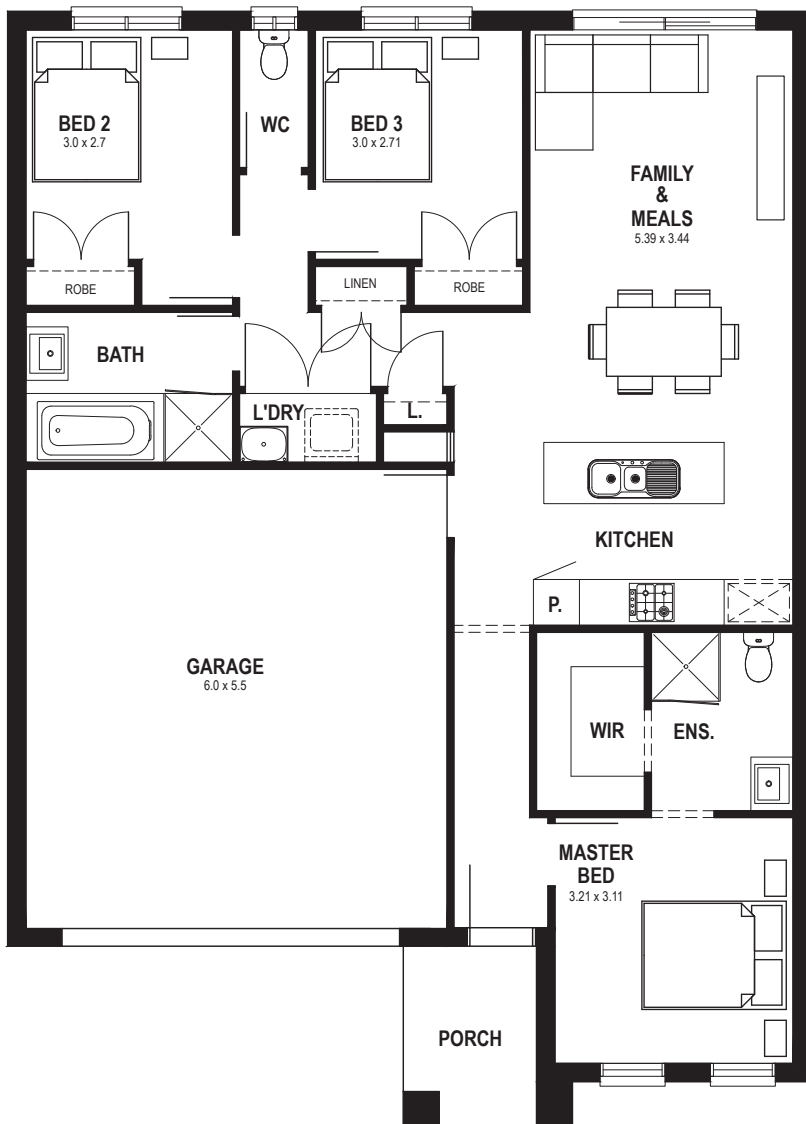 BED 2
3.0 x 2.7
WC
BED 3
3.0 x 2.71
FAMILY
&
MEALS
5.39 x 3.44
ROBE
LINEN
ROBE
BATH
L'DRY
L.
KITCHEN
P.
GARAGE
6.0 x 5.5
WIR
ENS.
MASTER
BED
3.21 x 3.11
PORCH